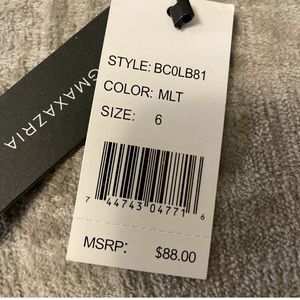 GMAXAZRIA
STYLE: BC0LB81
COLOR: MLT
SIZE: 6
7 44743 04771 6
MSRP: $88.00